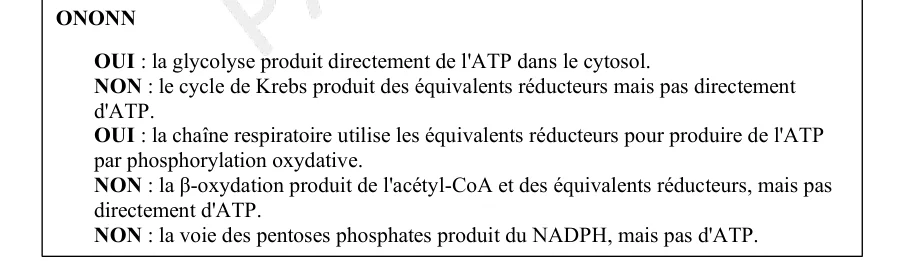 ONONN
OUI : la glycolyse produit directement de l'ATP dans le cytosol.
NON : le cycle de Krebs produit des équivalents réducteurs mais pas directement
d'ATP.
OUI : la chaîne respiratoire utilise les équivalents réducteurs pour produire de l'ATP
par phosphorylation oxydative.
NON : la β-oxydation produit de l'acétyl-CoA et des équivalents réducteurs, mais pas
directement d'ATP.
NON : la voie des pentoses phosphates produit du NADPH, mais pas d'ATP.